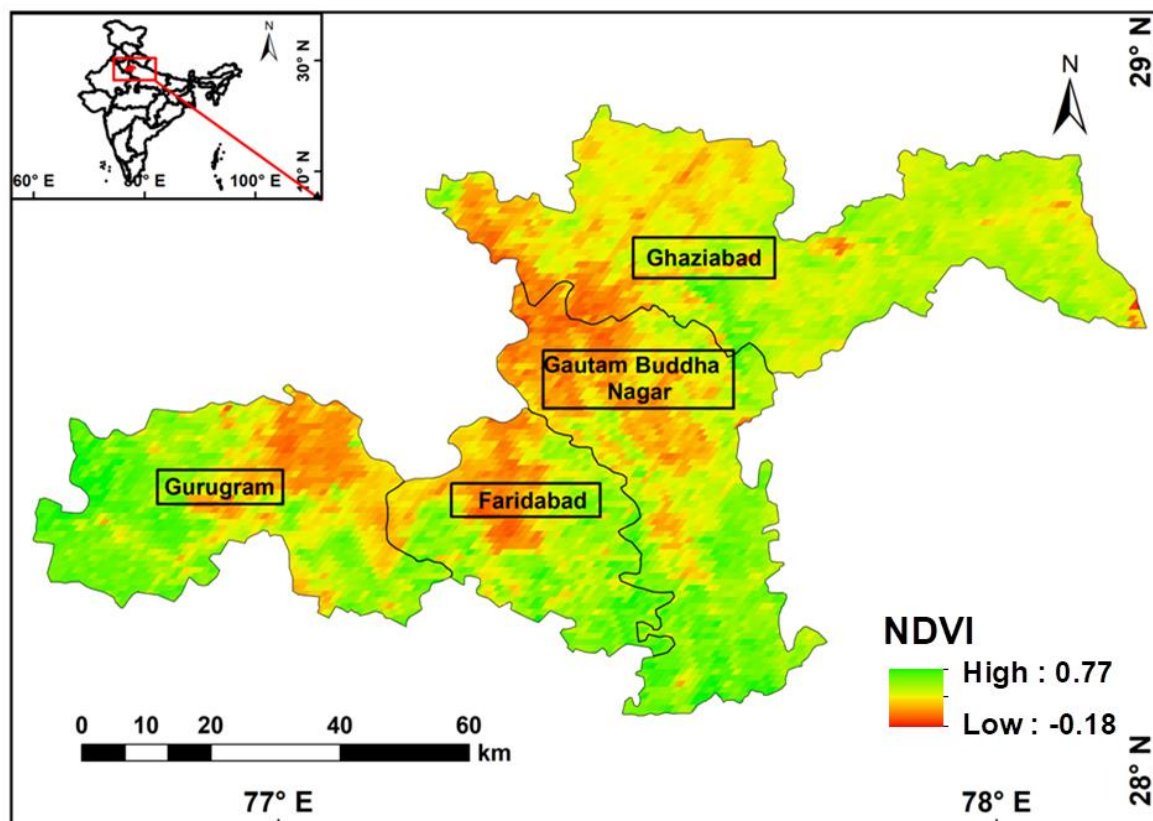 N
30° N
10° N
60° E
80° E
100° E
29° N
N
Ghaziabad
Gautam Buddha
Nagar
Gurugram
Faridabad
NDVI
High : 0.77
Low : -0.18
0 10 20 40 60
km
28° N
77° E
78° E